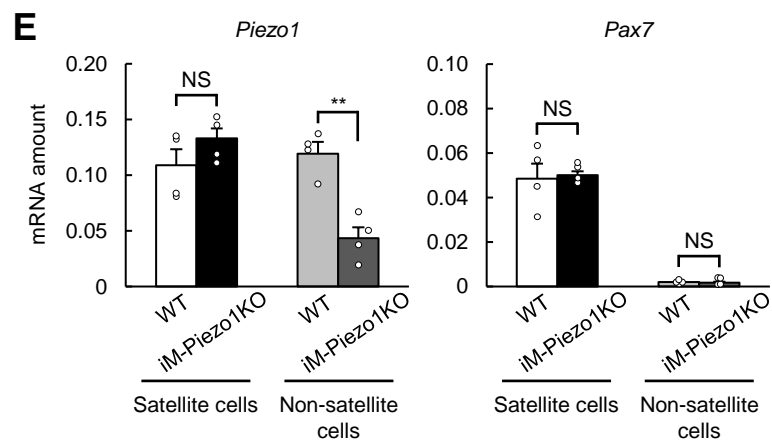 E
Piezo1
Pax7
mRNA amount
0.20
0.15
0.10
0.05
0
NS
**
WT
iM-Piezo1KO
WT
iM-Piezo1KO
Satellite cells
Non-satellite
cells
0.10
0.08
0.06
0.04
0.02
0
NS
NS
WT
iM-Piezo1KO
WT
iM-Piezo1KO
Satellite cells
Non-satellite
cells